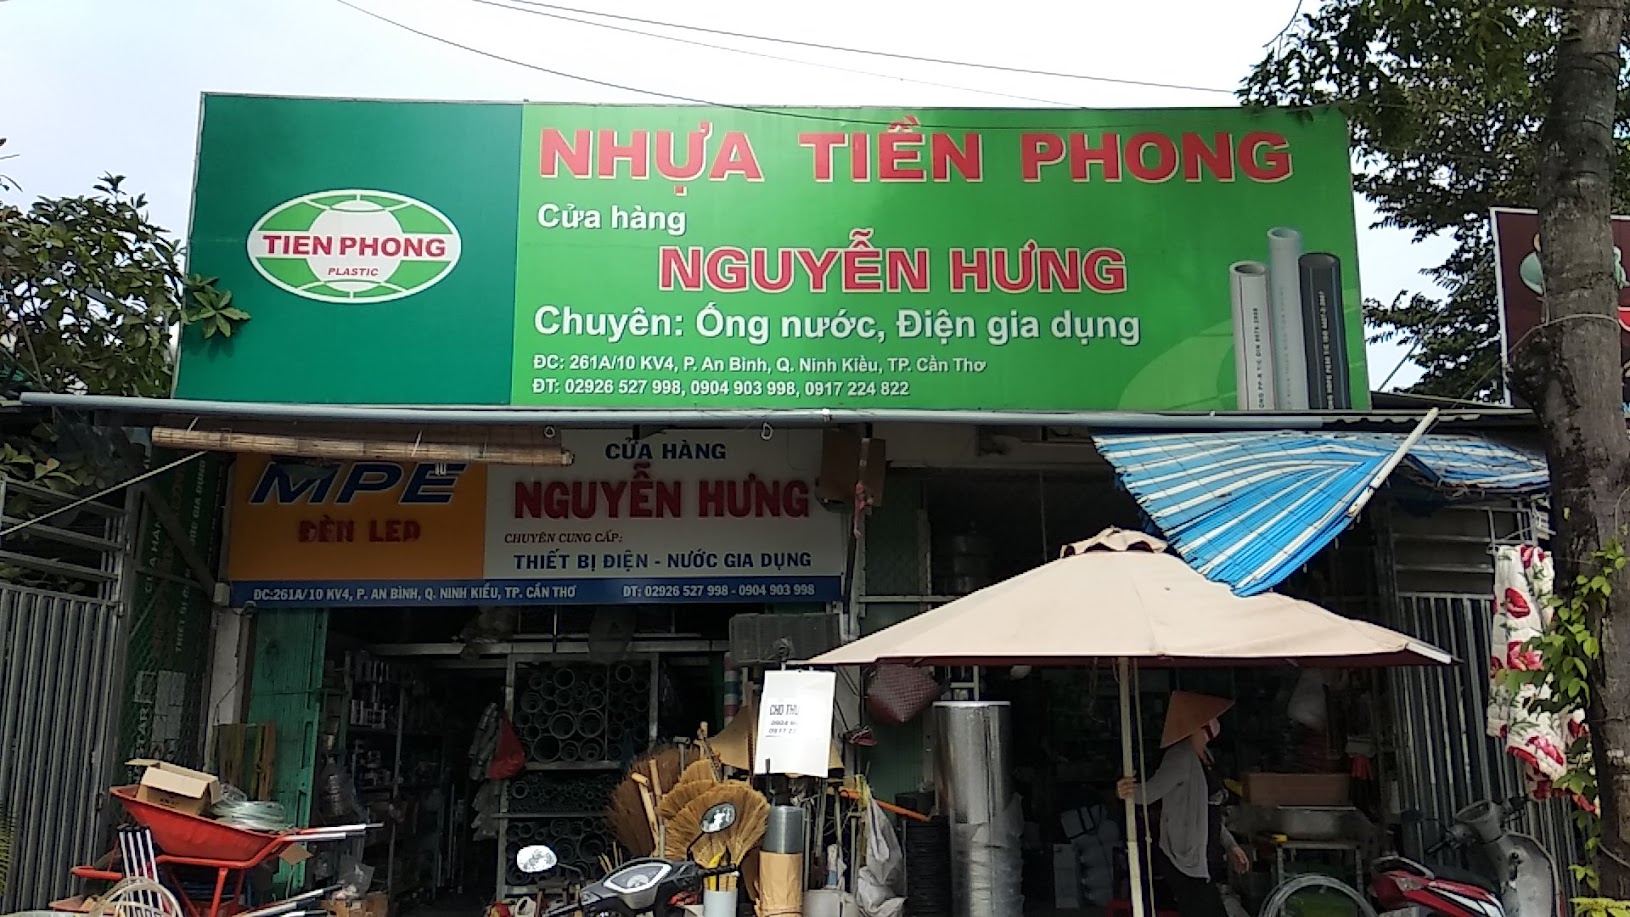 NHỰA TIỀN PHONG
TIEN PHONG
PLASTIC
Cửa hàng
NGUYỄN HƯNG
Chuyên: Ống nước, Điện gia dụng
ĐC: 261A/10 KV4, P. An Bình, Q. Ninh Kiều, TP. Cần Thơ
ĐT: 02926 527 998, 0904 903 998, 0917 224 822
MPE
ĐÈN LED
CỬA HÀNG
NGUYỄN HƯNG
CHUYÊN CUNG CẤP:
THIẾT BỊ ĐIỆN - NƯỚC GIA DỤNG
ĐC:261A/10 KV4, P. AN BÌNH, Q. NINH KIỀU, TP. CẦN THƠ
DT: 02926 527 998 - 0904 903 998
CHO THU